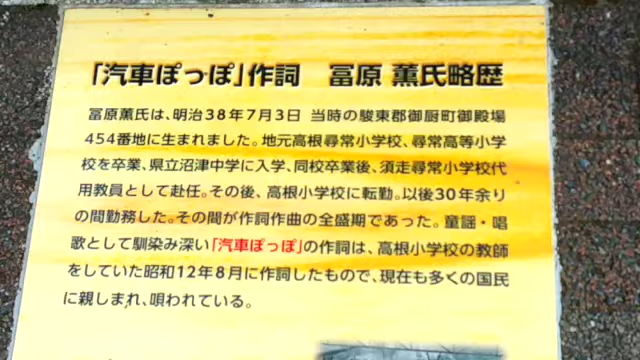 「汽車ぽっぽ」作詞　冨原 薫氏略歴
冨原薫氏は、明治38年7月3日 当時の駿東郡御厨町御殿場
454番地に生まれました。地元高根尋常小学校、尋常高等小学
校を卒業、県立沼津中学に入学、同校卒業後、須走尋常小学校代
用教員として赴任。その後、高根小学校に転勤。以後30年余り
の間勤務した。その間が作詞作曲の全盛期であった。童謡・唱
歌として馴染み深い「汽車ぽっぽ」の作詞は、高根小学校の教師
をしていた昭和12年8月に作詞したもので、現在も多くの国民
に親しまれ、唄われている。